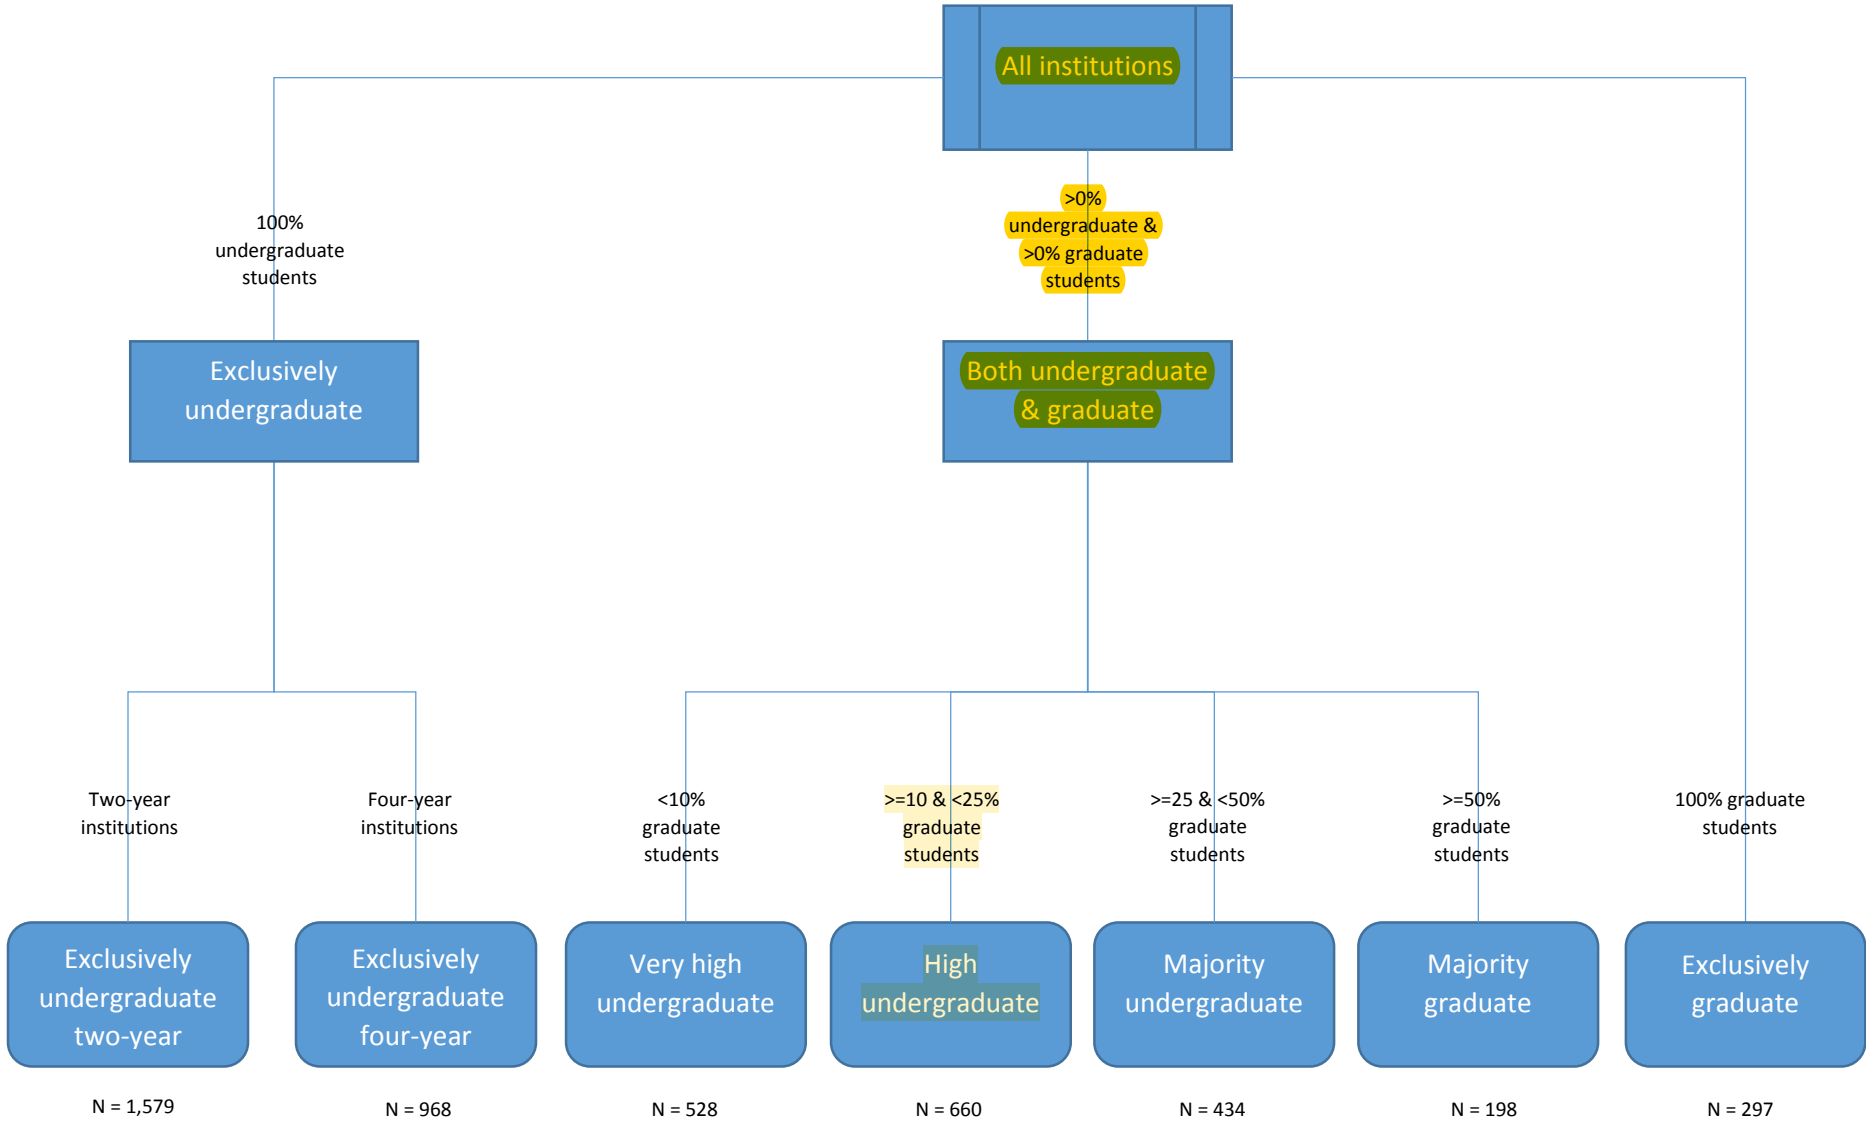 All institutions
100%
undergraduate
students
>0%
undergraduate &
>0% graduate
students
Exclusively
undergraduate
Both undergraduate
& graduate
Two-year
institutions
Four-year
institutions
<10%
graduate
students
>=10 & <25%
graduate
students
>=25 & <50%
graduate
students
>=50%
graduate
students
100% graduate
students
Exclusively
undergraduate
two-year
Exclusively
undergraduate
four-year
Very high
undergraduate
High
undergraduate
Majority
undergraduate
Majority
graduate
Exclusively
graduate
N = 1,579
N = 968
N = 528
N = 660
N = 434
N = 198
N = 297